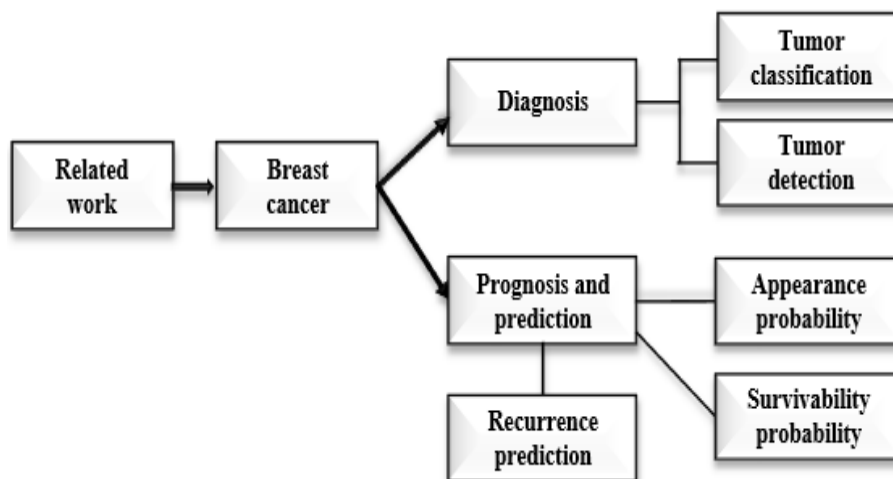 Related
work
Breast
cancer
Diagnosis
Tumor
classification
Tumor
detection
Prognosis and
prediction
Appearance
probability
Survivability
probability
Recurrence
prediction